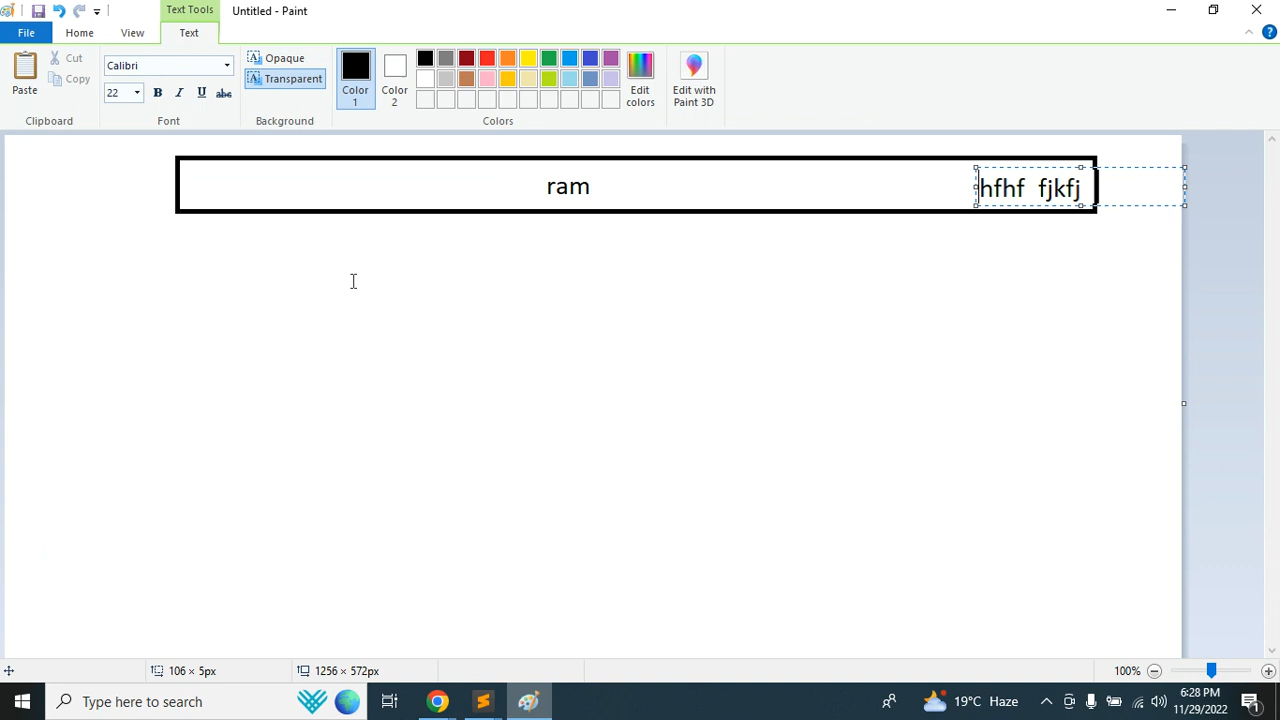 Text Tools
Untitled - Paint
File
Home
View
Text
Paste
Cut
Copy
Clipboard
Calibri
22
B I U abc
Font
Opaque
Transparent
Background
Color 1
Color 2
Edit colors
Colors
Edit with Paint 3D
ram
hfhf fjkfj
106 × 5px
1256 × 572px
100%
Type here to search
19°C Haze
6:28 PM
11/29/2022
1